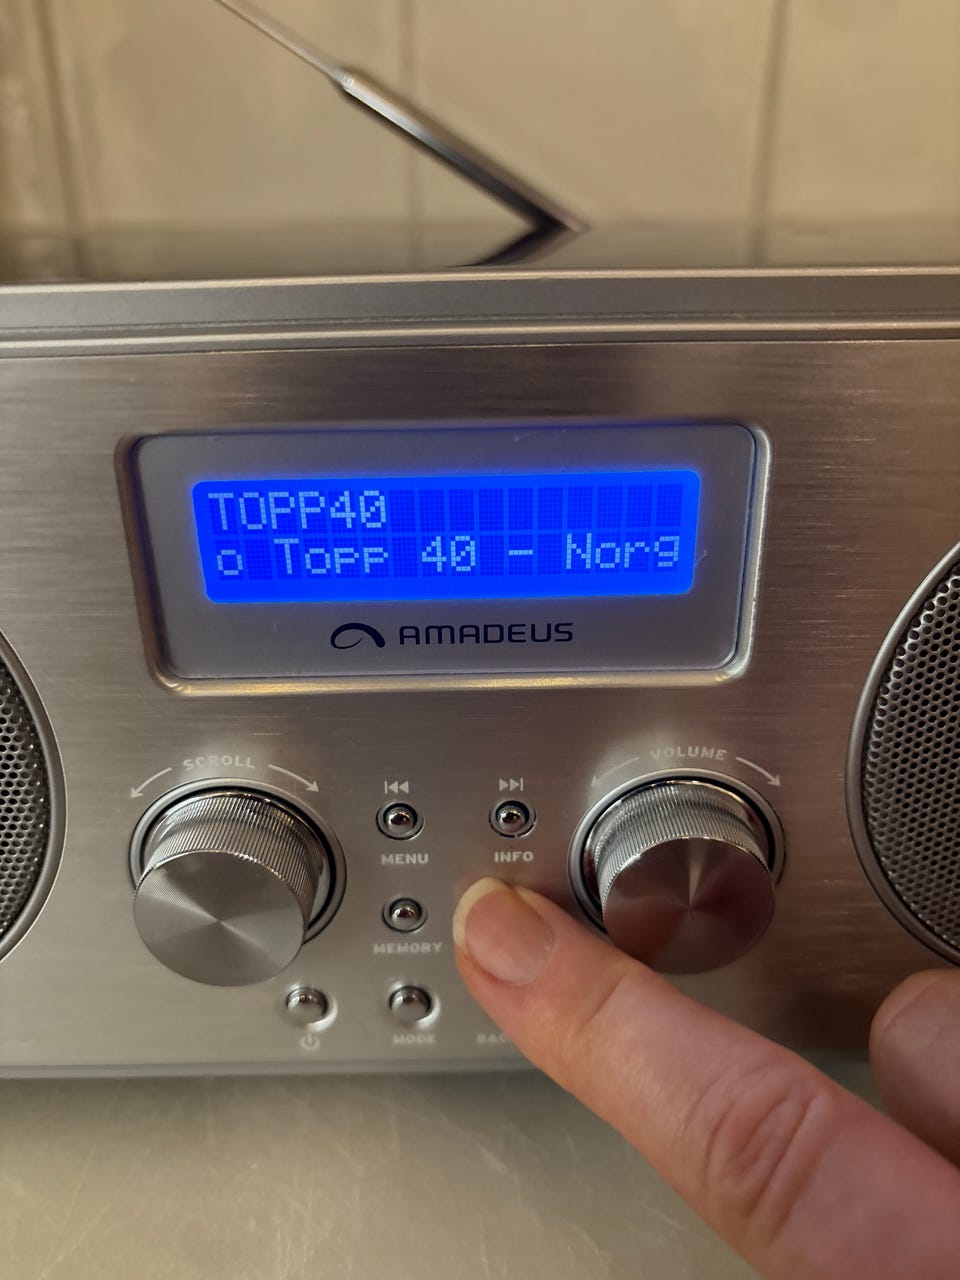 TOPP40
o Topp 40 - Norg
AMADEUS
SCROLL
VOLUME
MENU
INFO
MEMORY
MODE